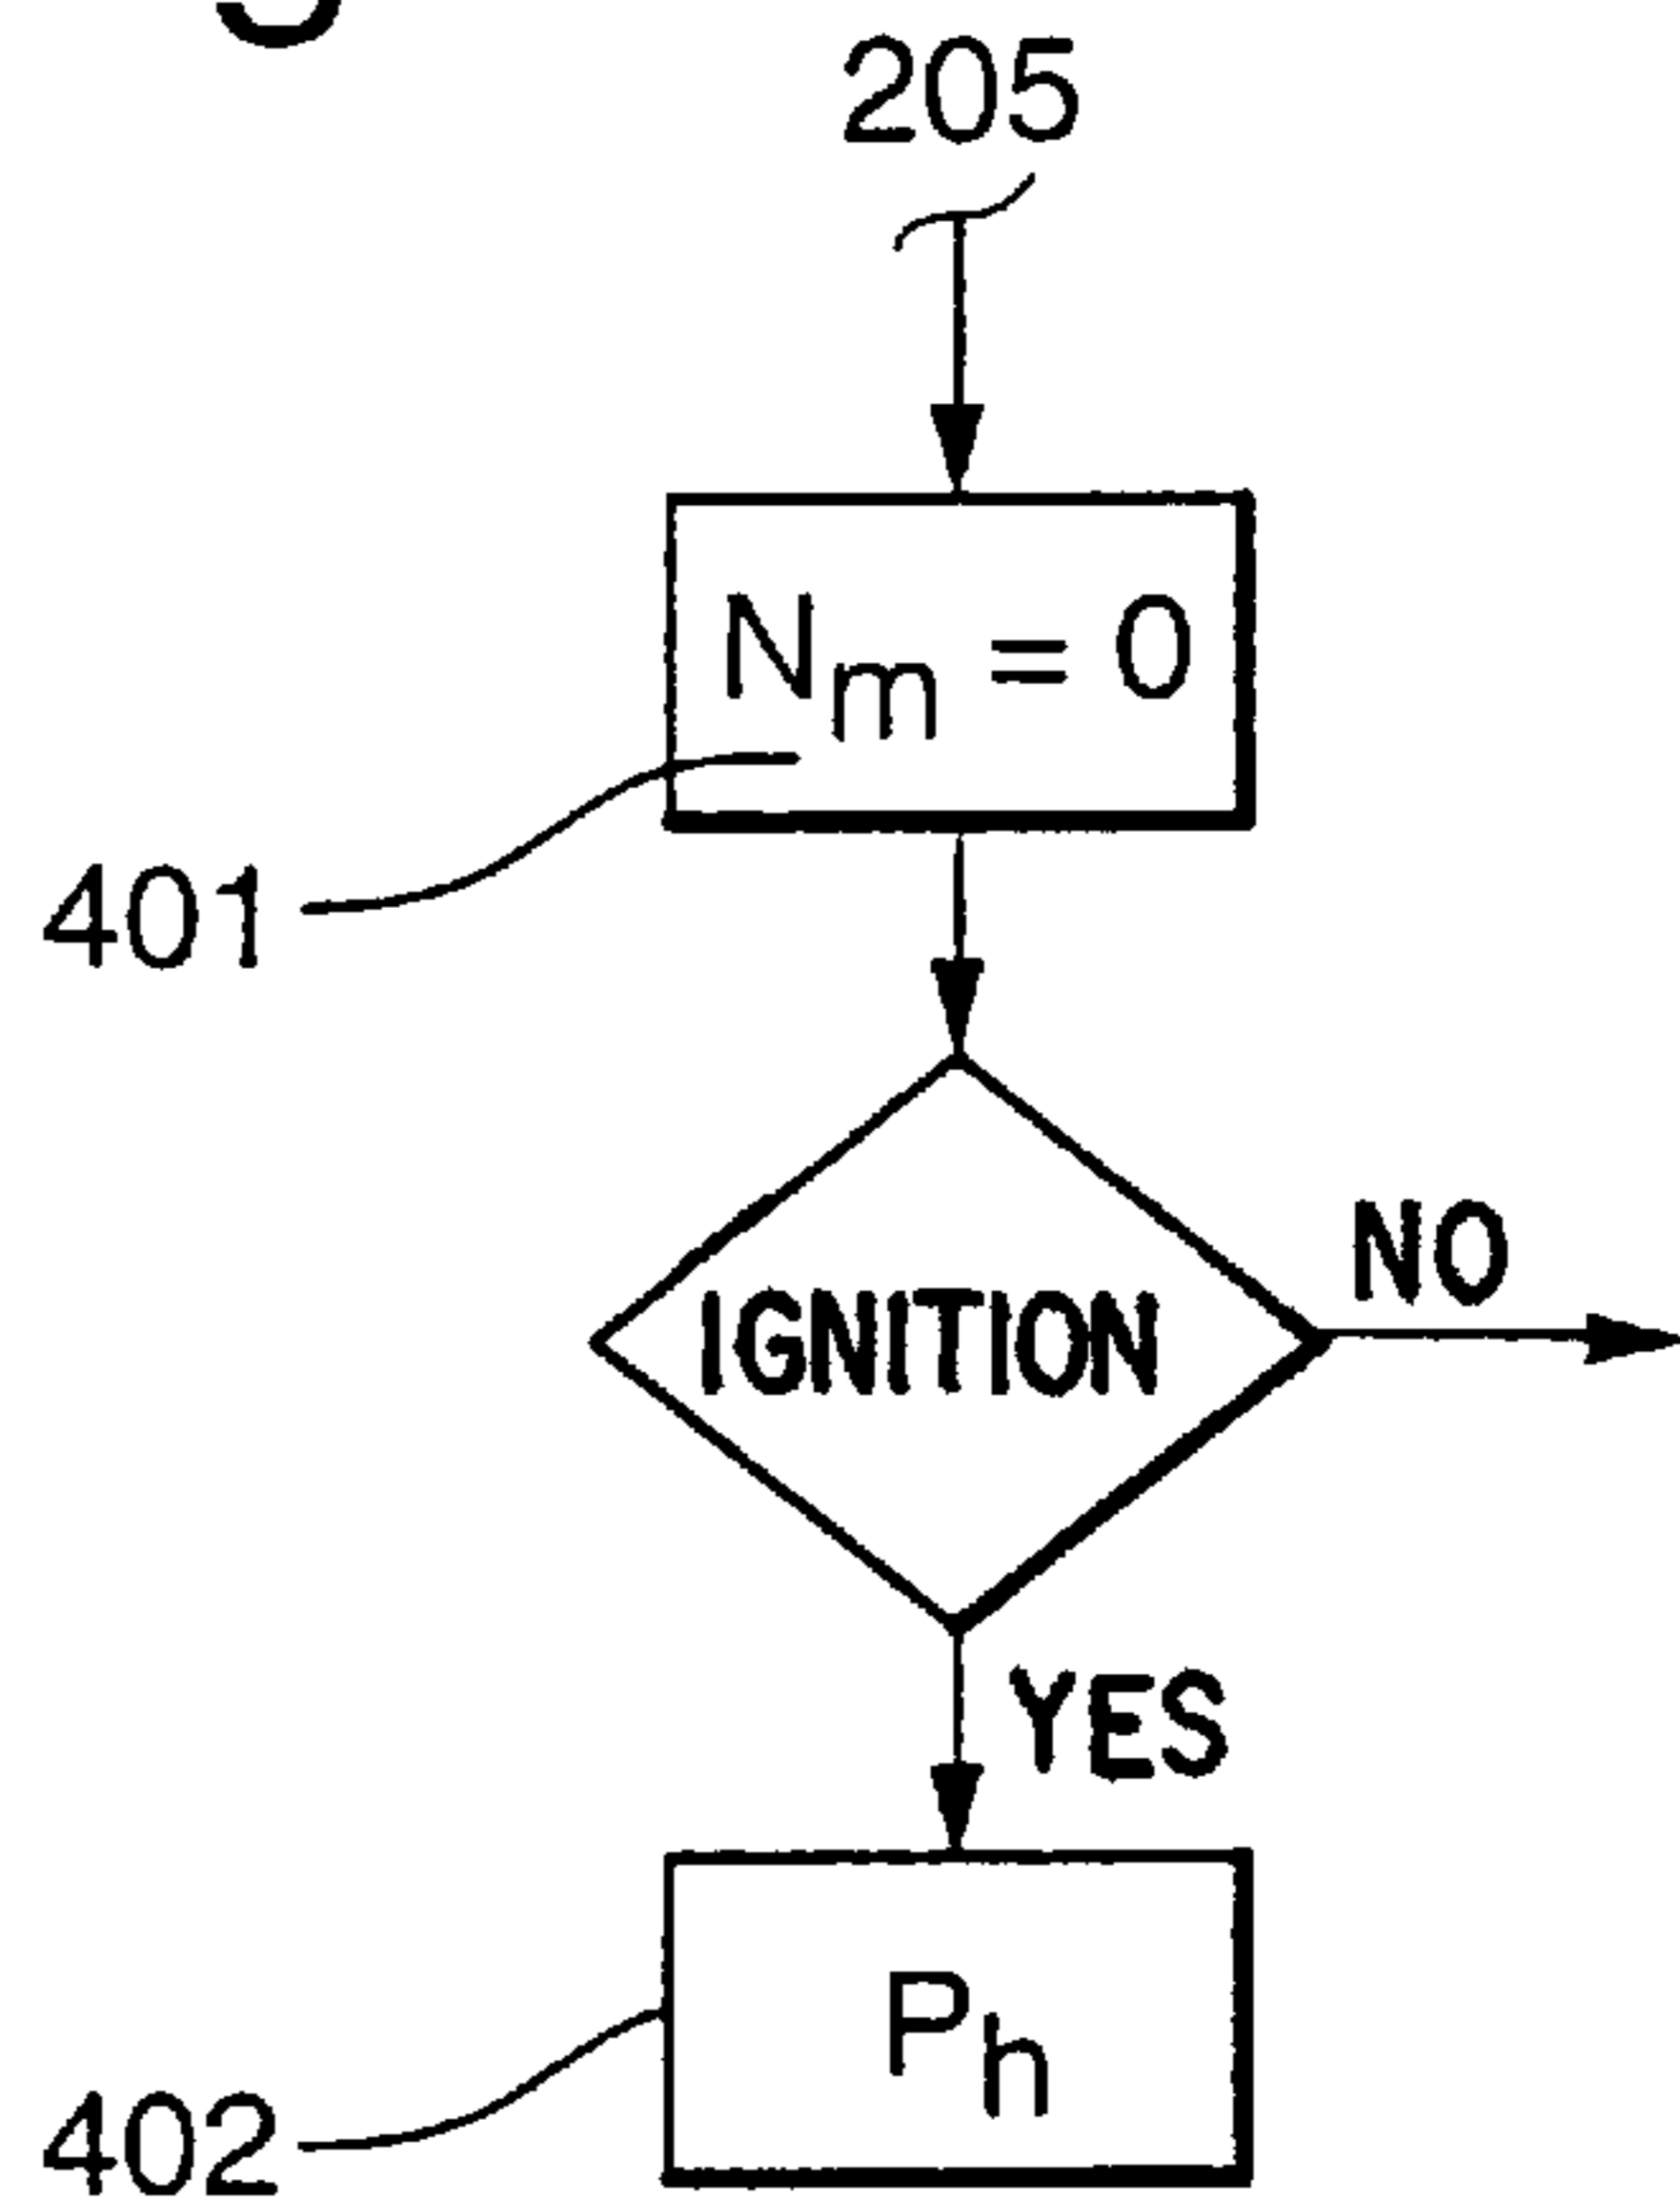 205
Nm = 0
401
IGNITION
NO
YES
Ph
402